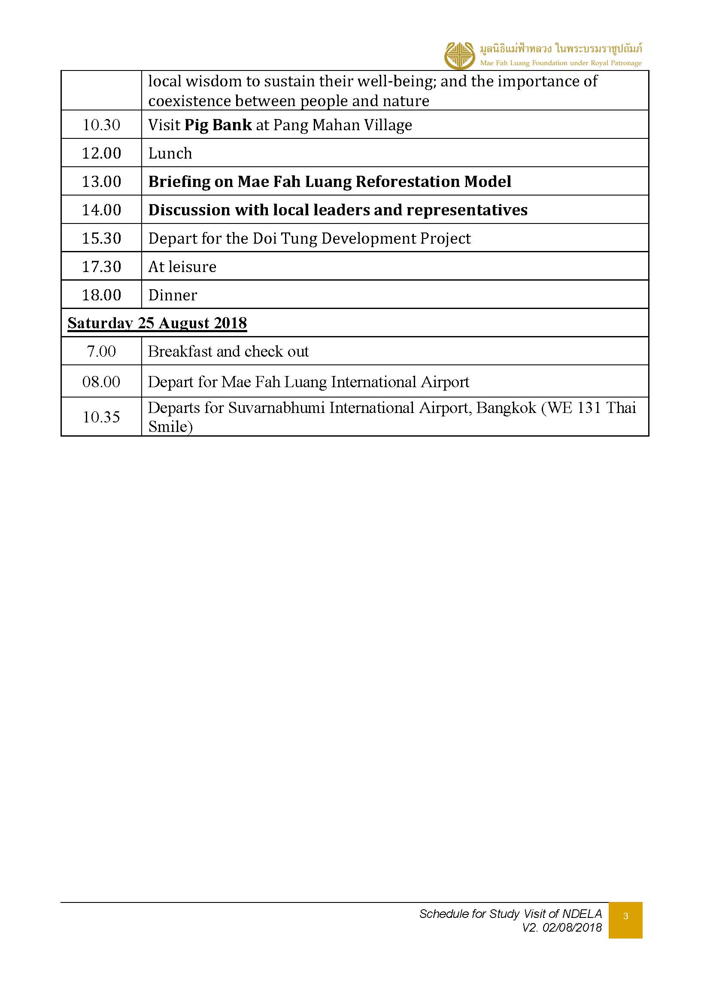 มูลนิธิแม่ฟ้าหลวง ในพระบรมราชูปถัมภ์
Mae Fah Luang Foundation under Royal Patronage
local wisdom to sustain their well-being; and the importance of
coexistence between people and nature
10.30 Visit Pig Bank at Pang Mahan Village
12.00 Lunch
13.00 Briefing on Mae Fah Luang Reforestation Model
14.00 Discussion with local leaders and representatives
15.30 Depart for the Doi Tung Development Project
17.30 At leisure
18.00 Dinner
Saturday 25 August 2018
7.00 Breakfast and check out
08.00 Depart for Mae Fah Luang International Airport
10.35 Departs for Suvarnabhumi International Airport, Bangkok (WE 131 Thai
Smile)
Schedule for Study Visit of NDELA 3
V2. 02/08/2018